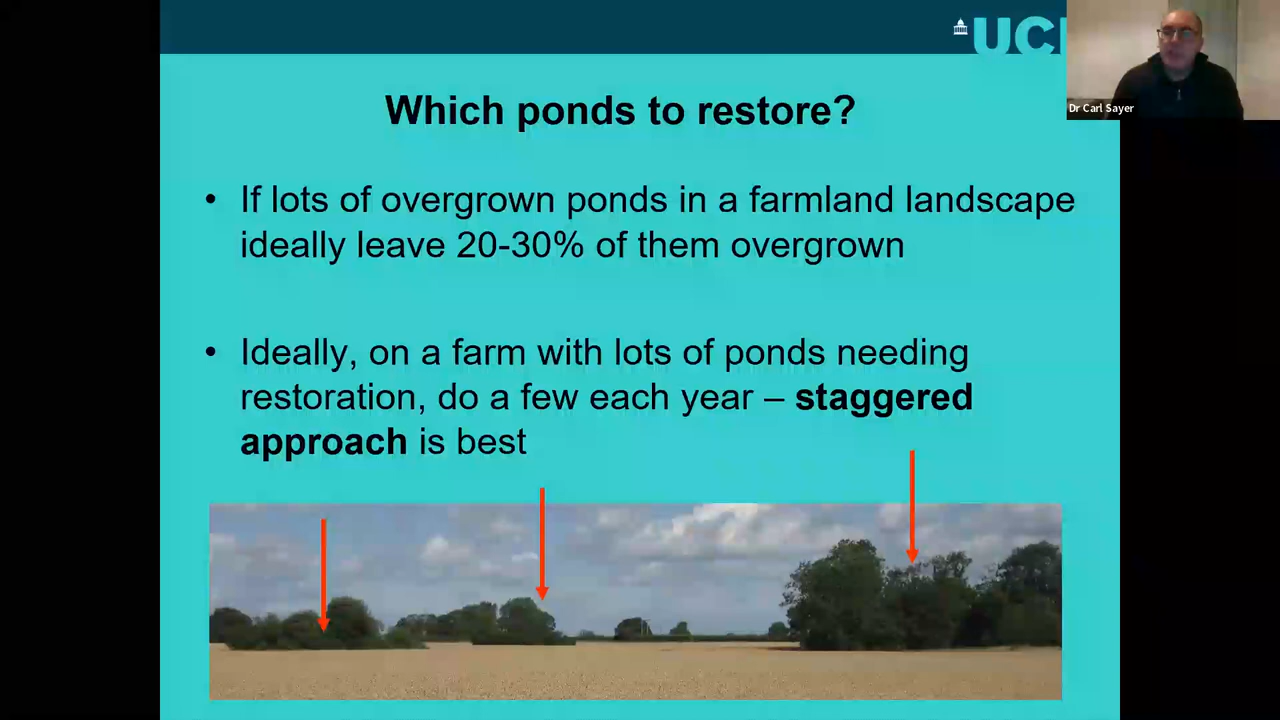 UCL
Dr Carl Sayer
Which ponds to restore?
• If lots of overgrown ponds in a farmland landscape
ideally leave 20-30% of them overgrown
• Ideally, on a farm with lots of ponds needing
restoration, do a few each year – staggered
approach is best